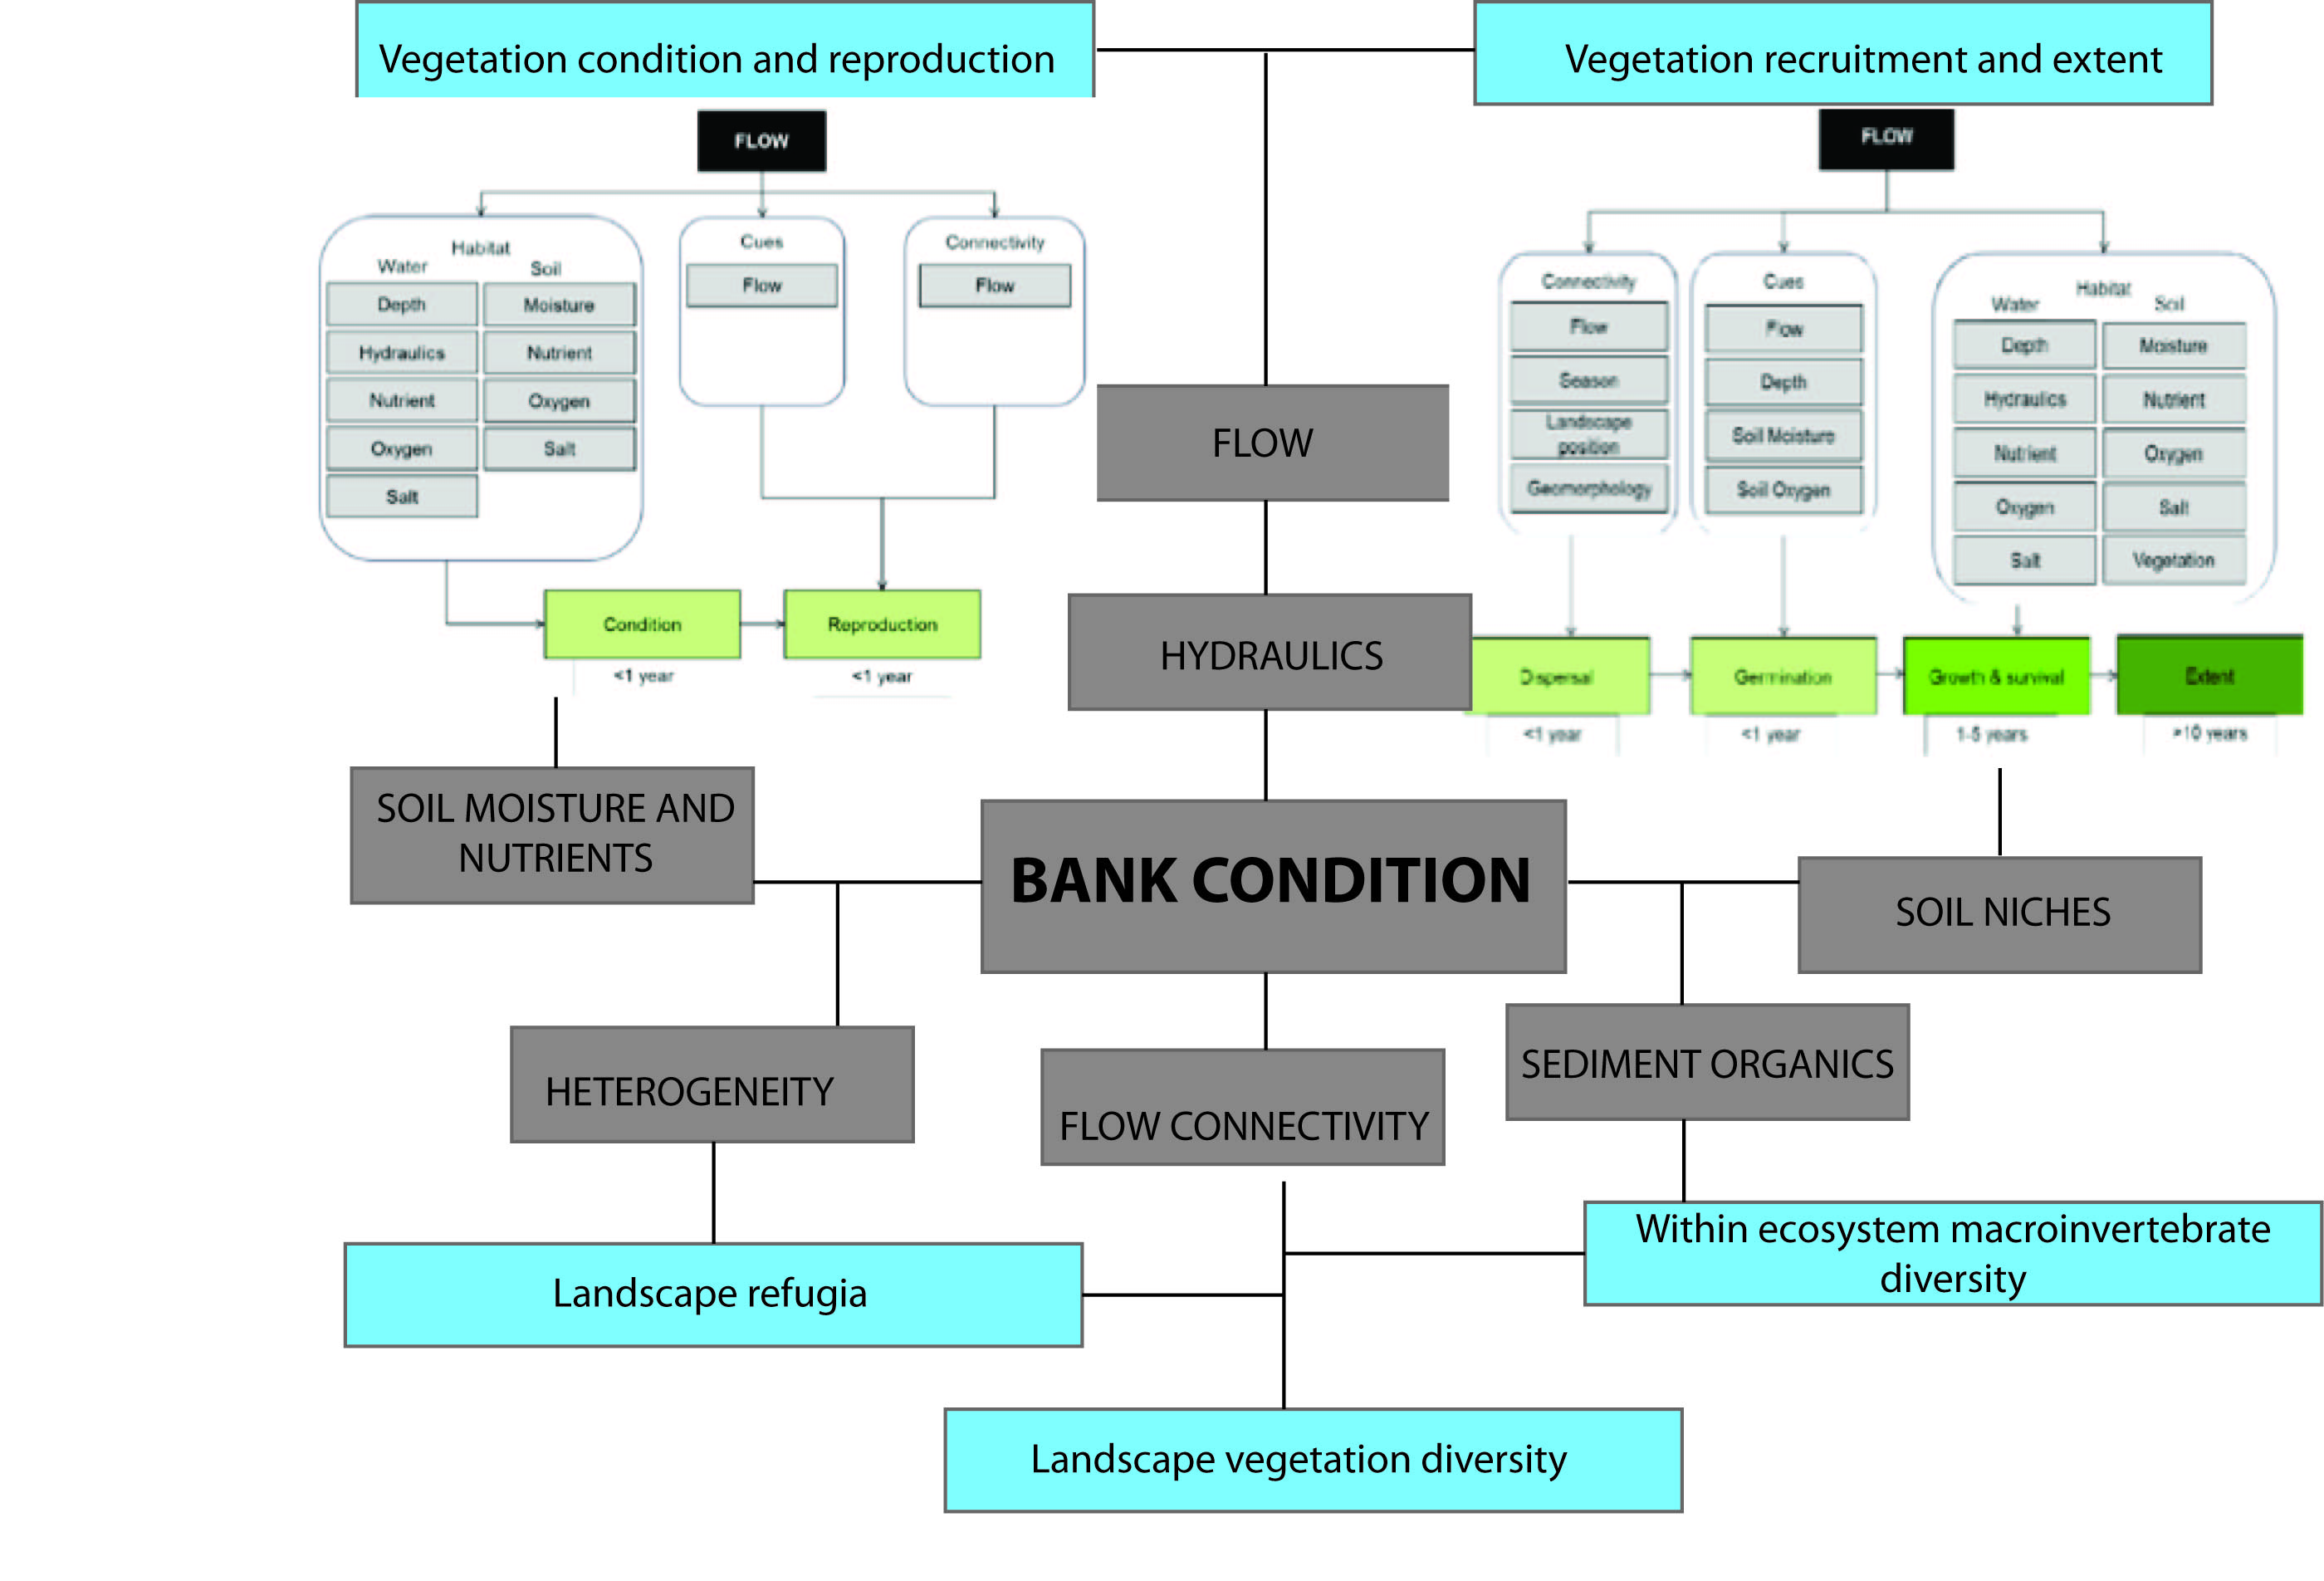 Vegetation condition and reproduction
Vegetation recruitment and extent
FLOW
Habitat
Water
Soil
Depth
Moisture
Hydraulics
Nutrient
Nutrient
Oxygen
Oxygen
Salt
Salt
Cues
Flow
Connectivity
Flow
Condition
<1 year
Reproduction
<1 year
FLOW
Connectivity
Flow
Season
Landscape
position
Geomorphology
Cues
Flow
Depth
Soil Moisture
Soil Oxygen
Habitat
Water
Soil
Depth
Moisture
Hydraulics
Nutrient
Nutrient
Oxygen
Oxygen
Salt
Salt
Vegetation
Dispersal
<1 year
Germination
<1 year
Growth & survival
1-5 years
Extent
>10 years
FLOW
HYDRAULICS
SOIL MOISTURE AND
NUTRIENTS
BANK CONDITION
SOIL NICHES
HETEROGENEITY
FLOW CONNECTIVITY
SEDIMENT ORGANICS
Landscape refugia
Within ecosystem macroinvertebrate
diversity
Landscape vegetation diversity